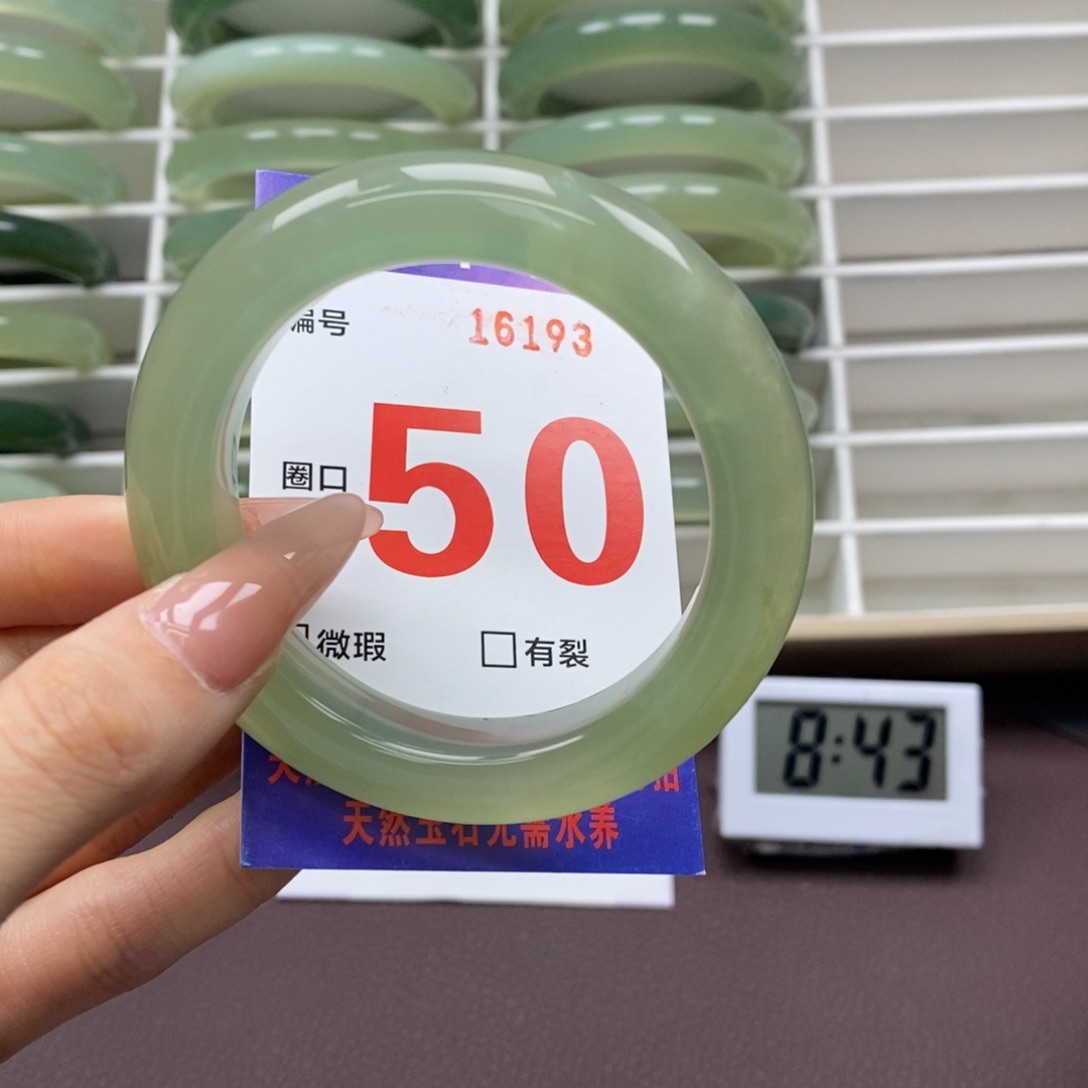 编号 16193
圈口 50
微瑕 有裂
天然玉石无需水养
8:43